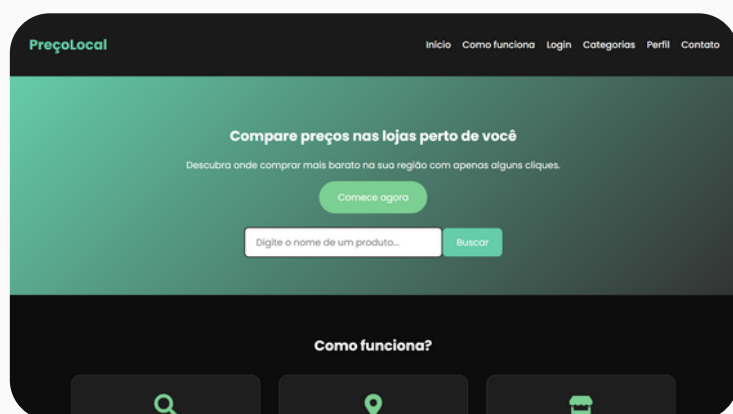 PreçoLocal
Início Como funciona Login Categorias Perfil Contato
Compare preços nas lojas perto de você
Descubra onde comprar mais barato na sua região com apenas alguns cliques.
Comece agora
Digite o nome de um produto...
Buscar
Como funciona?